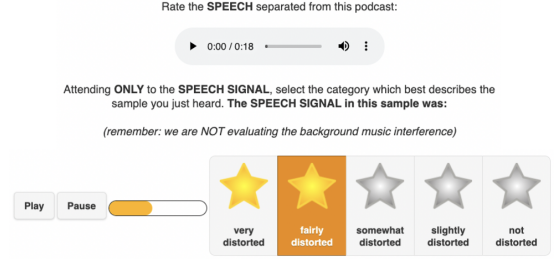 Rate the SPEECH separated from this podcast:
0:00 / 0:18
Attending ONLY to the SPEECH SIGNAL, select the category which best describes the
sample you just heard. The SPEECH SIGNAL in this sample was:
(remember: we are NOT evaluating the background music interference)
Play Pause
very distorted
fairly distorted
somewhat distorted
slightly distorted
not distorted